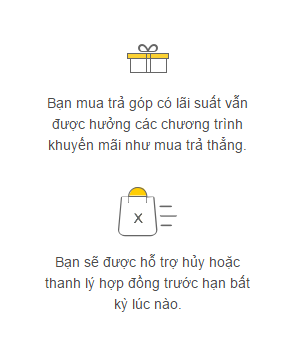 Bạn mua trả góp có lãi suất vẫn
được hưởng các chương trình
khuyến mãi như mua trả thẳng.
X
Bạn sẽ được hỗ trợ hủy hoặc
thanh lý hợp đồng trước hạn bất
kỳ lúc nào.